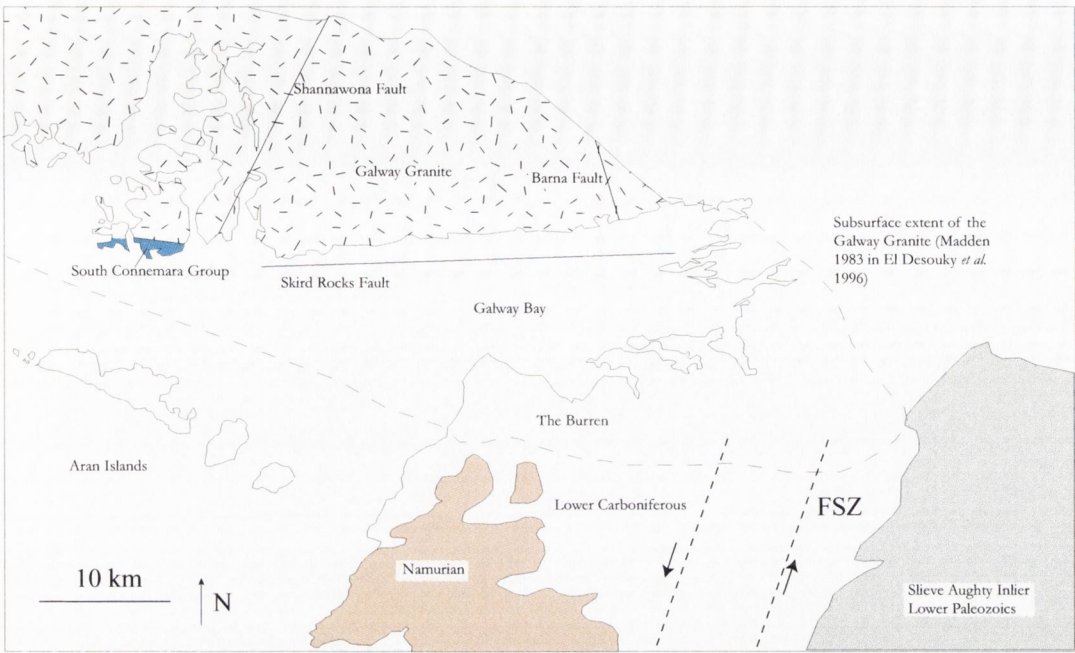 Shannawona Fault
Galway Granite
Barna Fault
Subsurface extent of the
Galway Granite (Madden
1983 in El Desouky et al.
1996)
South Connemara Group
Skird Rocks Fault
Galway Bay
The Burren
Aran Islands
Lower Carboniferous
FSZ
Namurian
10 km
N
Slieve Aughty Inlier
Lower Paleozoics